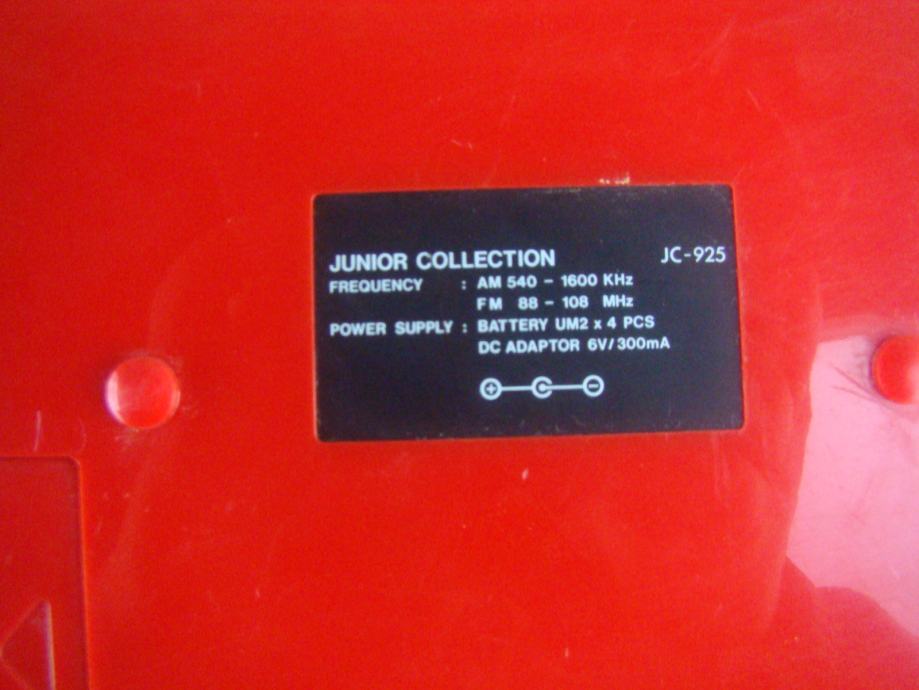 JUNIOR COLLECTION JC-925
FREQUENCY : AM 540 - 1600 KHz
FM 88 - 108 MHz
POWER SUPPLY : BATTERY UM2 x 4 PCS
DC ADAPTOR 6V/300mA